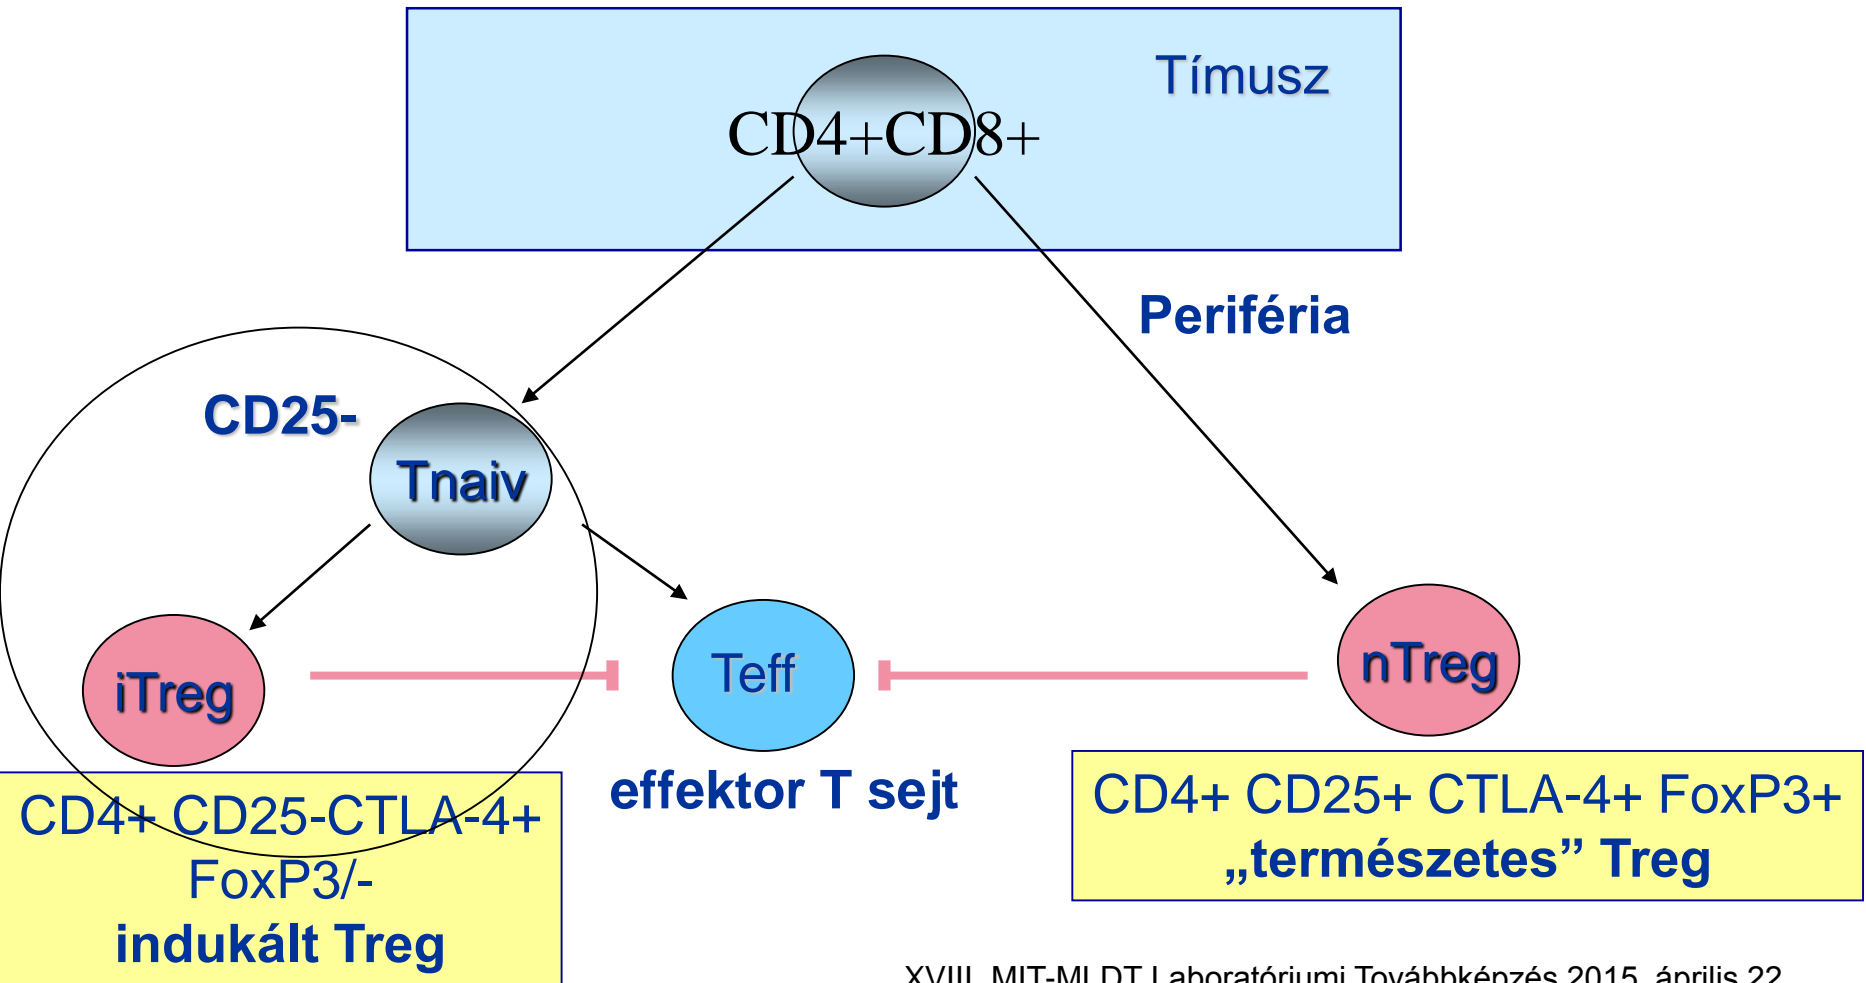 Tímusz
CD4+CD8+
Periféria
CD25-
Tnaiv
iTreg
Teff
nTreg
effektor T sejt
CD4+ CD25-CTLA-4+
FoxP3/-
indukált Treg
CD4+ CD25+ CTLA-4+ FoxP3+
„természetes” Treg
XVIII. MIT-MLDT Laboratóriumi Továbbképzés 2015. április 22.